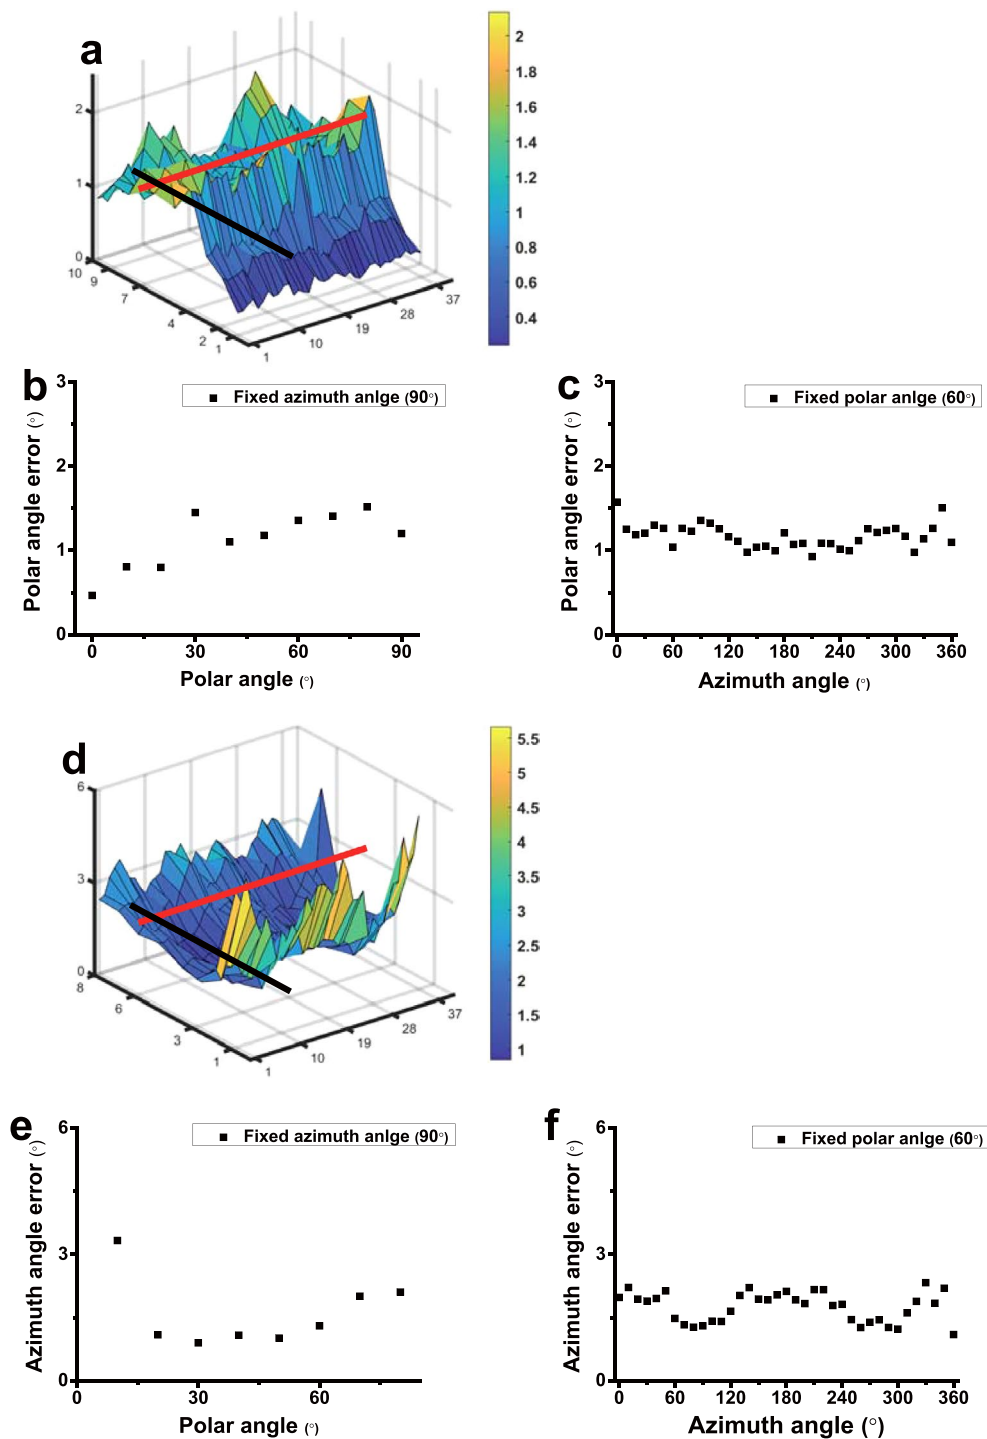 a
2
1
0
10
9
7
4
2
1
1
10
19
28
37
2
1.8
1.6
1.4
1.2
1
0.8
0.6
0.4
b
Fixed azimuth anlge (90°)
Polar angle error (°)
3
2
1
0
0 30 60 90
Polar angle (°)
c
Fixed polar anlge (60°)
Polar angle error (°)
3
2
1
0
0 60 120 180 240 300 360
Azimuth angle (°)
d
6
3
0
8
6
3
1
1
10
19
28
37
5.5
5
4.5
4
3.5
3
2.5
2
1.5
1
e
Fixed azimuth anlge (90°)
Azimuth angle error (°)
6
3
0
0 30 60
Polar angle (°)
f
Fixed polar anlge (60°)
Azimuth angle error (°)
6
3
0
0 60 120 180 240 300 360
Azimuth angle (°)